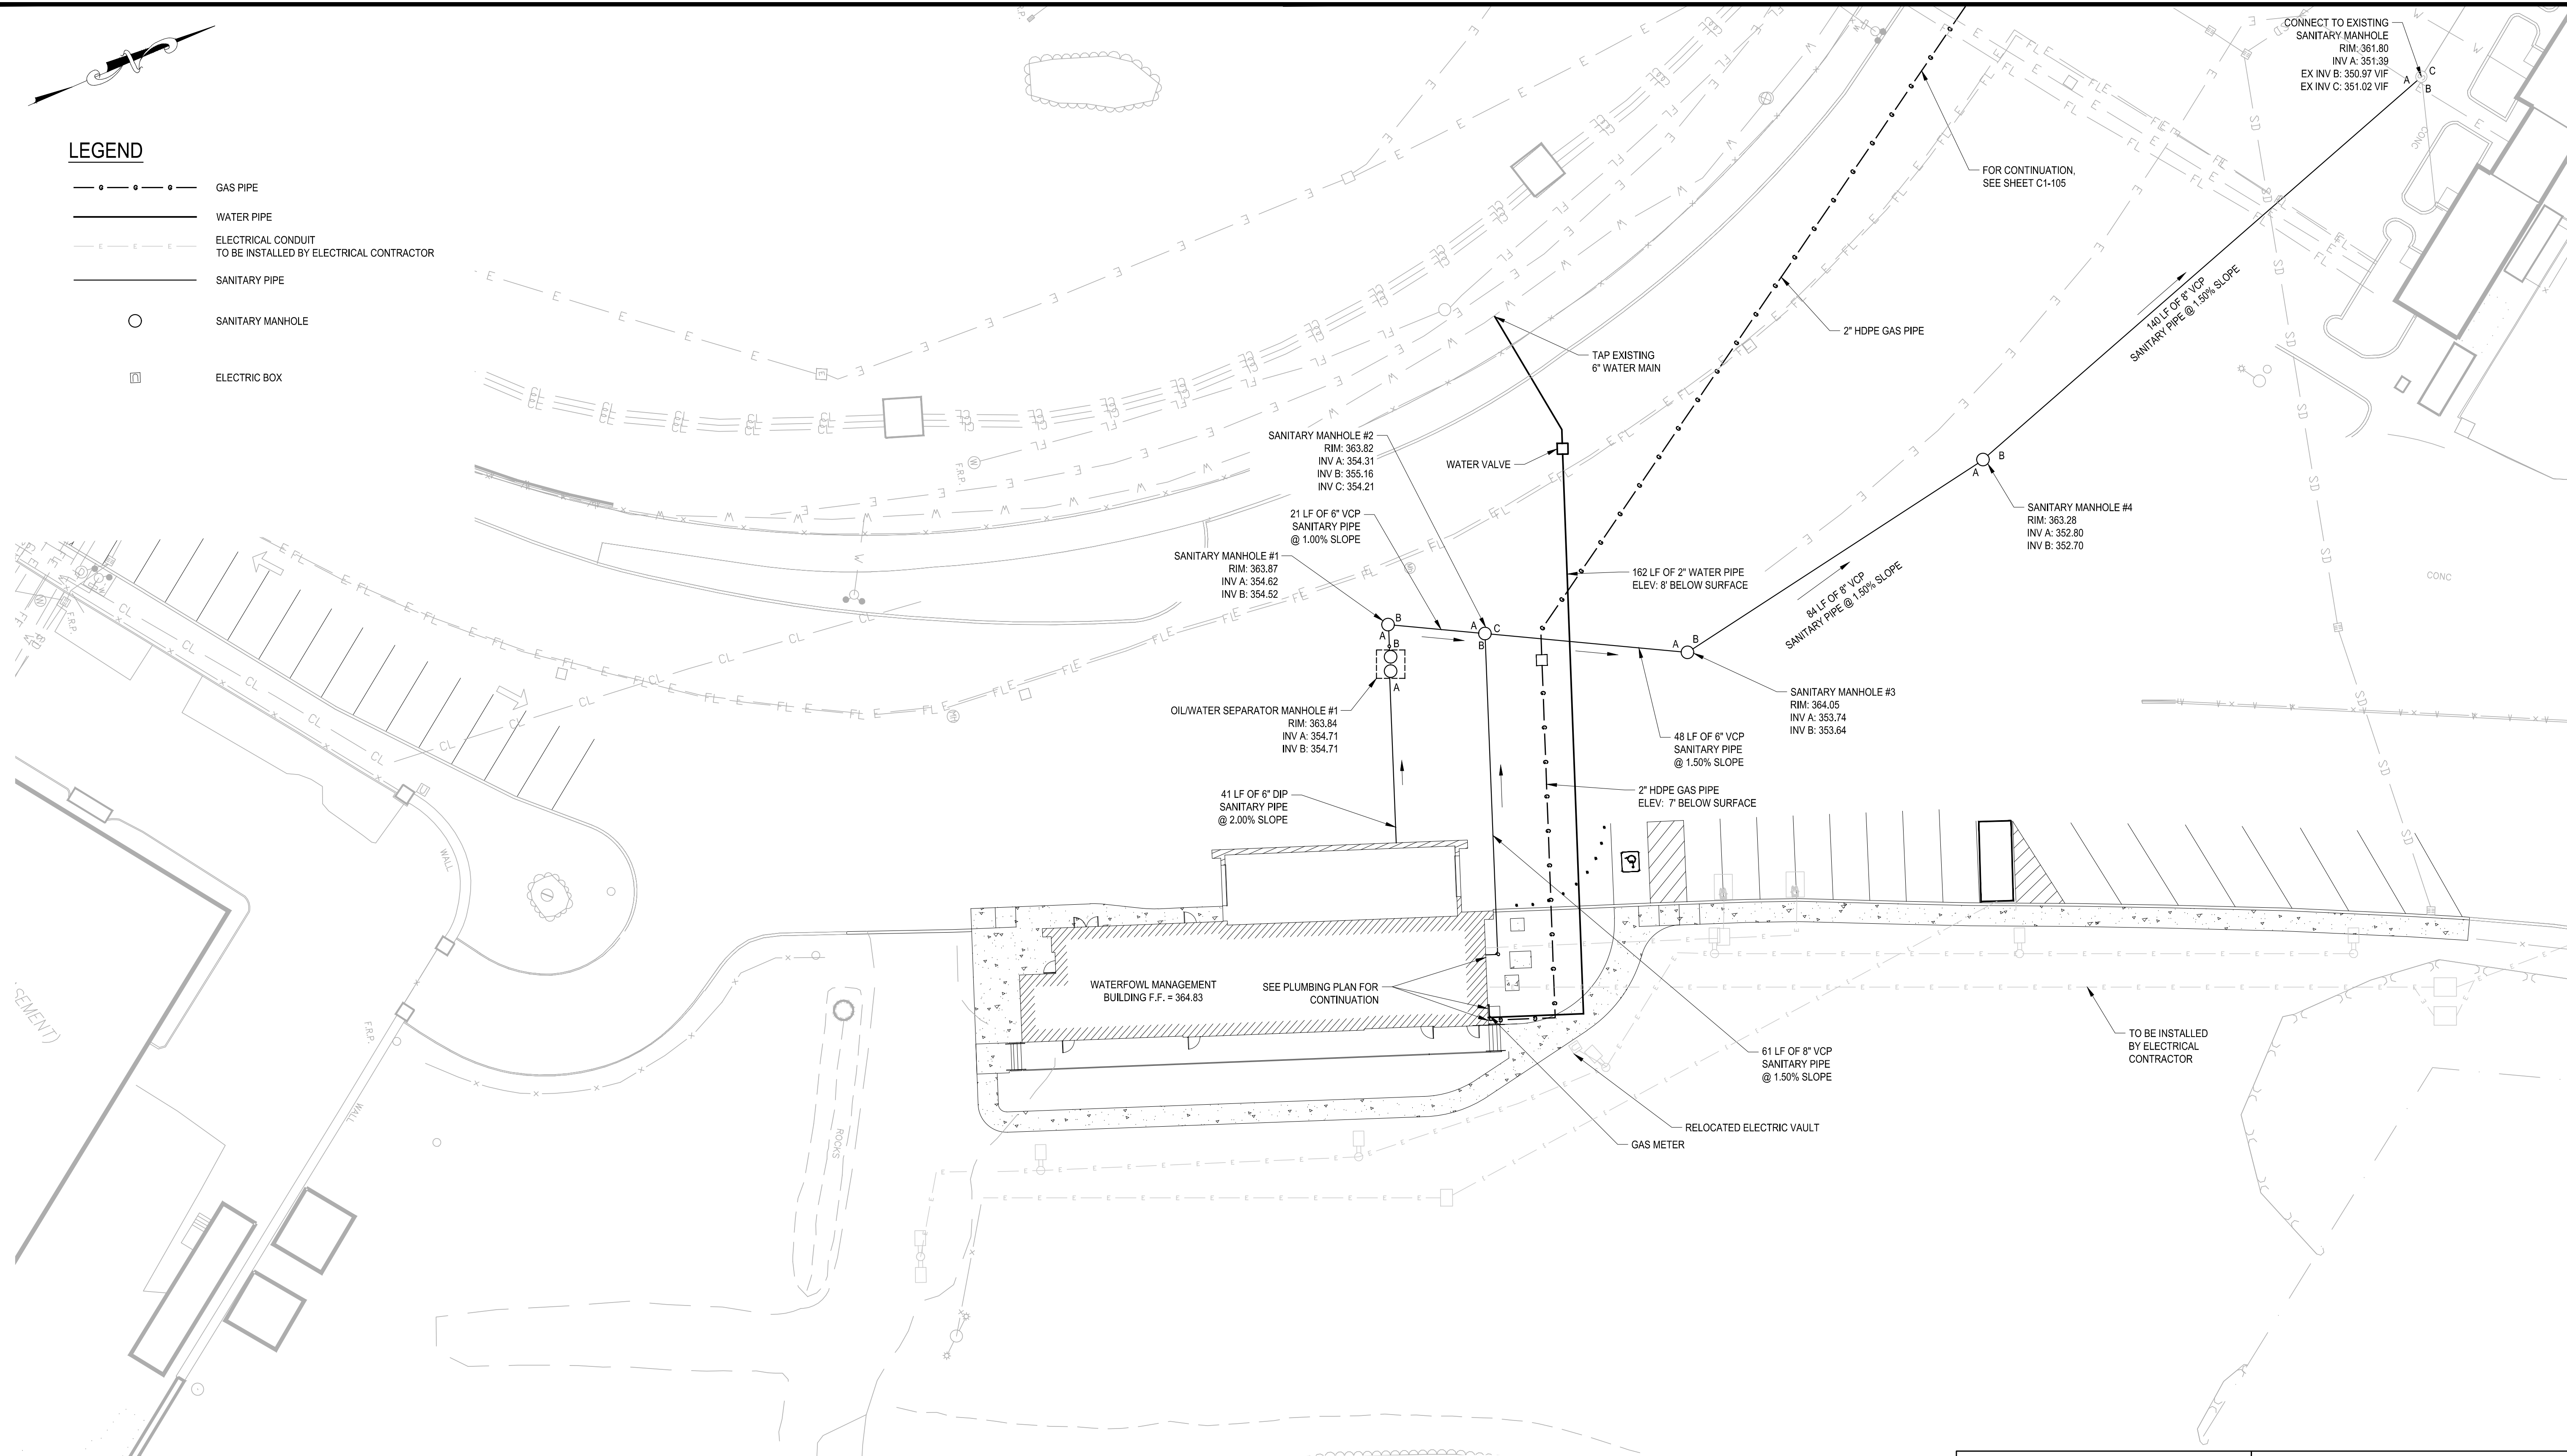 LEGEND
GAS PIPE
WATER PIPE
ELECTRICAL CONDUIT
TO BE INSTALLED BY ELECTRICAL CONTRACTOR
SANITARY PIPE
SANITARY MANHOLE
ELECTRIC BOX
CONNECT TO EXISTING
SANITARY MANHOLE
RIM: 361.80
INV A: 351.39
EX INV B: 350.97 VIF
EX INV C: 351.02 VIF
A
C
B
FOR CONTINUATION,
SEE SHEET C1-105
2" HDPE GAS PIPE
140 LF OF 8" VCP
SANITARY PIPE @ 1.50% SLOPE
TAP EXISTING
6" WATER MAIN
WATER VALVE
SANITARY MANHOLE #2
RIM: 363.82
INV A: 354.31
INV B: 355.16
INV C: 354.21
21 LF OF 6" VCP
SANITARY PIPE
@ 1.00% SLOPE
SANITARY MANHOLE #1
RIM: 363.87
INV A: 354.62
INV B: 354.52
A
B
SANITARY MANHOLE #4
RIM: 363.28
INV A: 352.80
INV B: 352.70
162 LF OF 2" WATER PIPE
ELEV: 8' BELOW SURFACE
84 LF OF 8" VCP
SANITARY PIPE @ 1.50% SLOPE
A
B
A
C
B
A
B
B
A
OIL/WATER SEPARATOR MANHOLE #1
RIM: 363.84
INV A: 354.71
INV B: 354.71
SANITARY MANHOLE #3
RIM: 364.05
INV A: 353.74
INV B: 353.64
48 LF OF 6" VCP
SANITARY PIPE
@ 1.50% SLOPE
2" HDPE GAS PIPE
ELEV: 7' BELOW SURFACE
41 LF OF 6" DIP
SANITARY PIPE
@ 2.00% SLOPE
WATERFOWL MANAGEMENT
BUILDING F.F. = 364.83
SEE PLUMBING PLAN FOR
CONTINUATION
61 LF OF 8" VCP
SANITARY PIPE
@ 1.50% SLOPE
TO BE INSTALLED
BY ELECTRICAL
CONTRACTOR
RELOCATED ELECTRIC VAULT
GAS METER
CONC
CONC
F.R.P.
F.R.P.
F.R.P.
WALL
WALL
ROCKS
SEMENT)